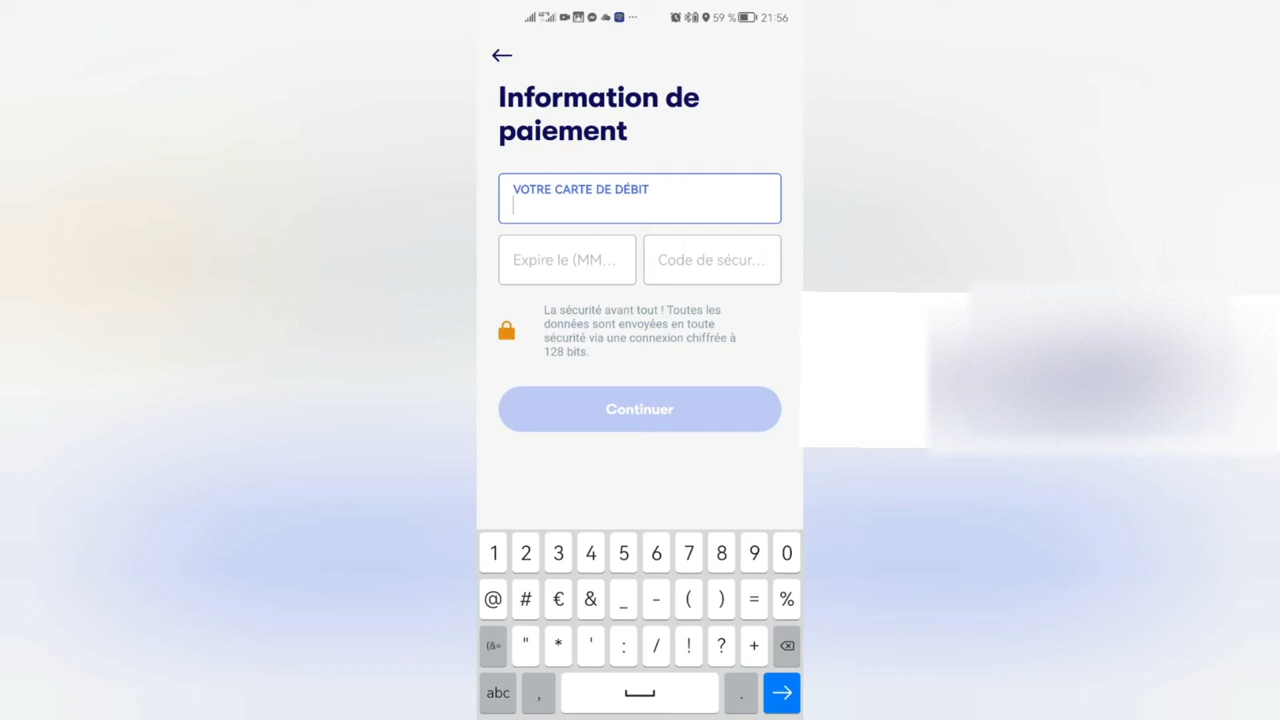 59 % 21:56
Information de
paiement
VOTRE CARTE DE DÉBIT
Expire le (MM... Code de sécur...
La sécurité avant tout ! Toutes les
données sont envoyées en toute
sécurité via une connexion chiffrée à
128 bits.
Continuer
1 2 3 4 5 6 7 8 9 0
@ # € & _ - ( ) = %
{&= " * ' : / ! ? +
abc , .